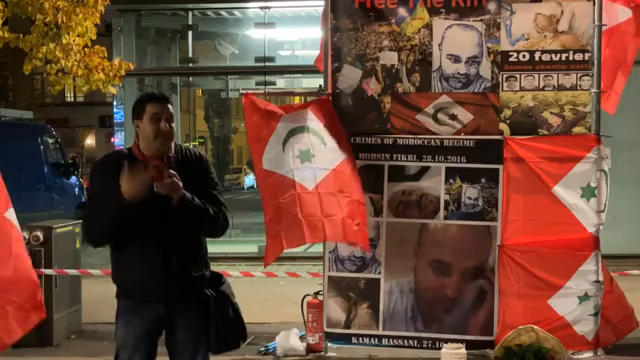 Free The Rif
20 fevrier
CRIMES OF MOROCCAN REGIME
MOHSIN FIKRI, 28.10.2016
KAMAL HASSANI, 27.10